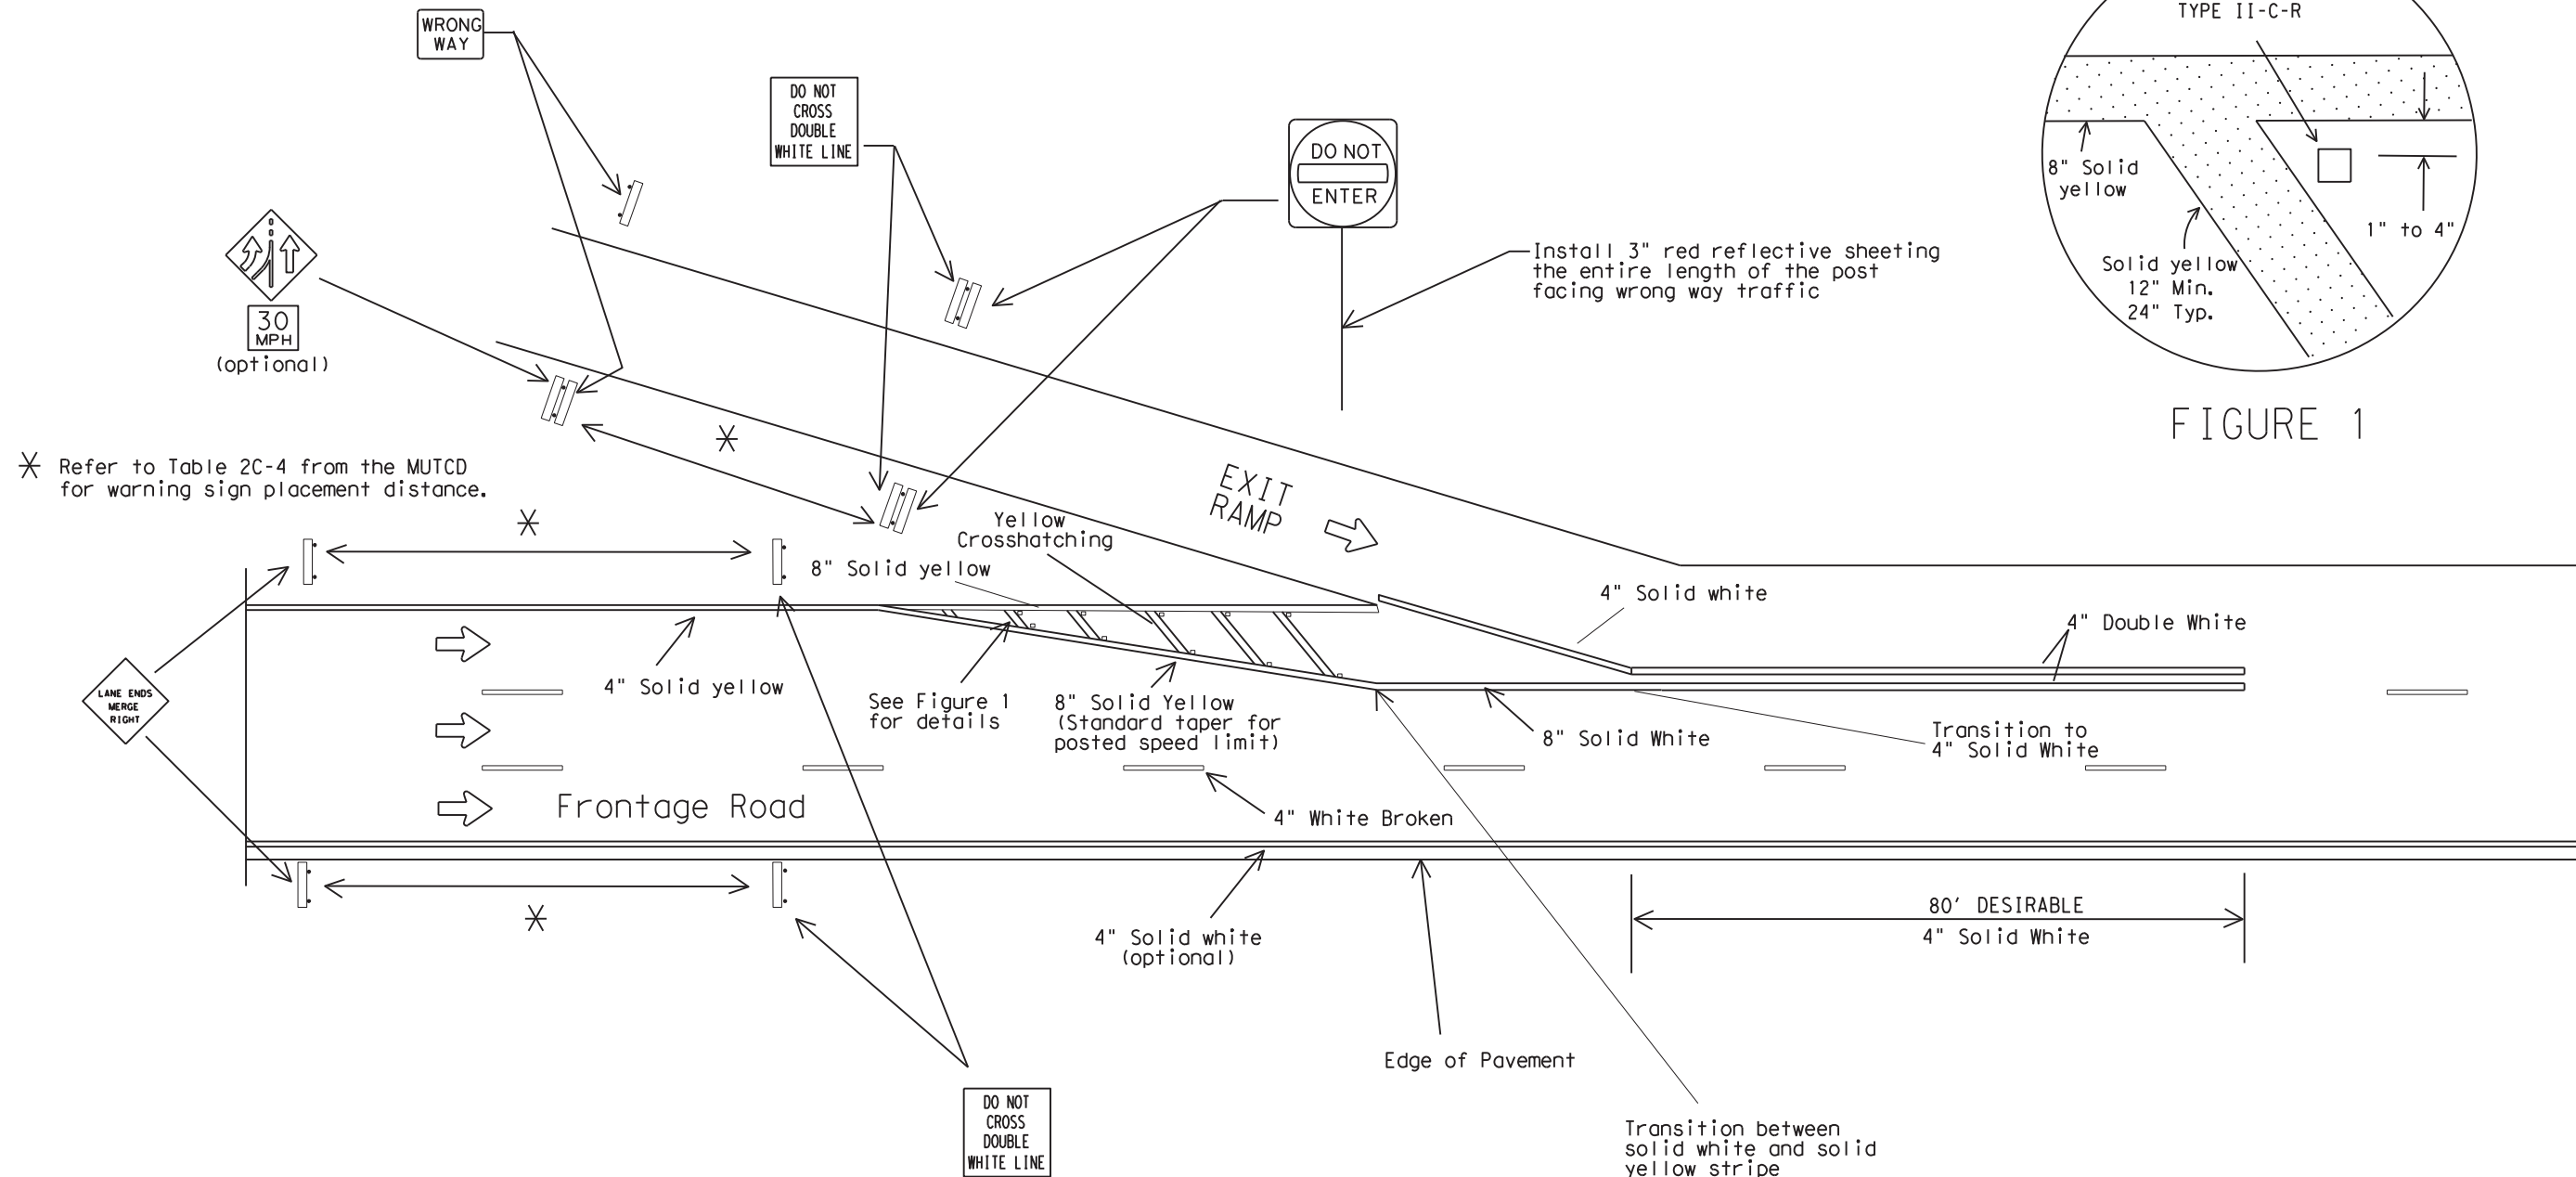 TYPE II-C-R
WRONG
WAY
DO NOT
CROSS
DOUBLE
WHITE LINE
DO NOT
ENTER
8" Solid
yellow
1" to 4"
Solid yellow
12" Min.
24" Typ.
FIGURE 1
Install 3" red reflective sheeting
the entire length of the post
facing wrong way traffic
30
MPH
(optional)
* Refer to Table 2C-4 from the MUTCD
for warning sign placement distance.
*
*
EXIT
RAMP
Yellow
Crosshatching
8" Solid yellow
4" Solid white
4" Double White
LANE ENDS
MERGE
RIGHT
4" Solid yellow
See Figure 1
for details
8" Solid Yellow
(Standard taper for
posted speed limit)
8" Solid White
Transition to
4" Solid White
Frontage Road
4" White Broken
*
4" Solid white
(optional)
80' DESIRABLE
4" Solid White
Edge of Pavement
DO NOT
CROSS
DOUBLE
WHITE LINE
Transition between
solid white and solid
yellow stripe